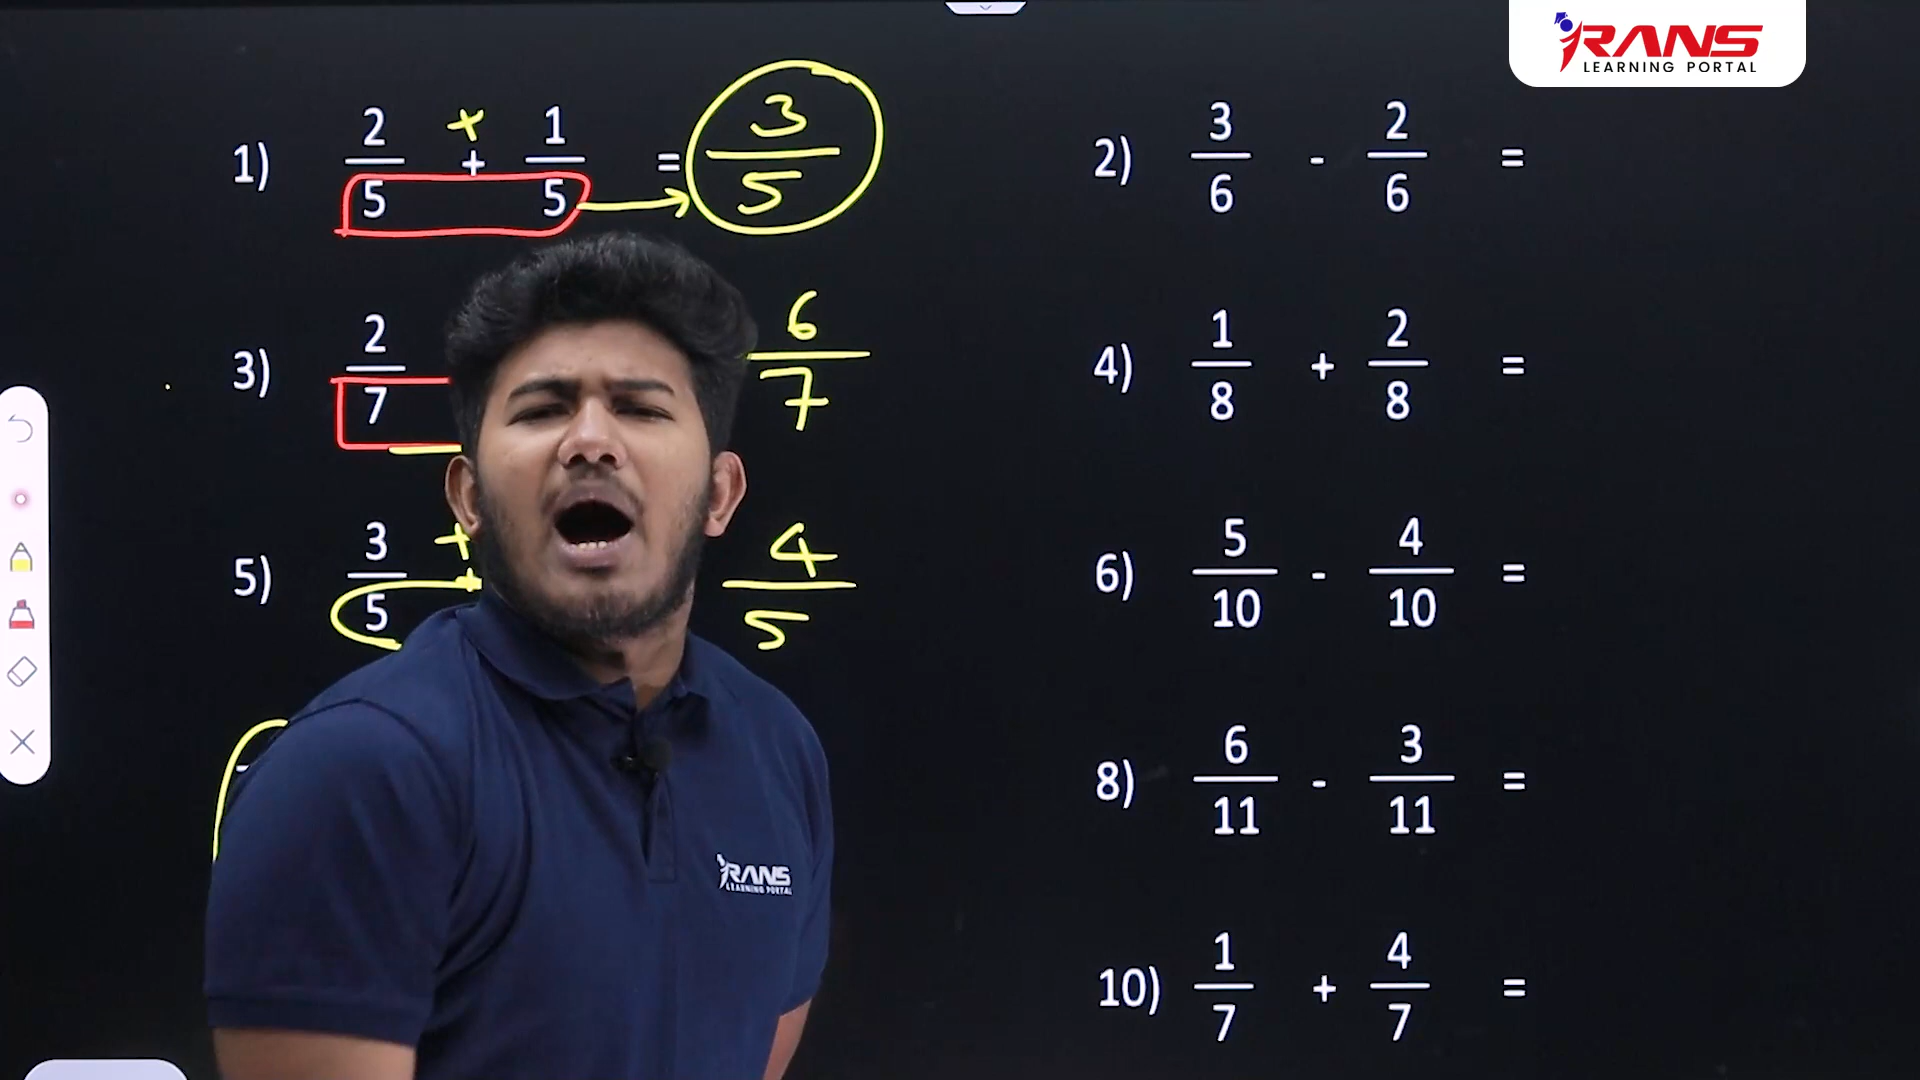 RANS
LEARNING PORTAL
1) 2/5 + + 1/5 = 3/5
2) 3/6 - 2/6 =
3) 2/7 6/7
4) 1/8 + 2/8 =
5) 3/5 + + 4/5
6) 5/10 - 4/10 =
8) 6/11 - 3/11 =
10) 1/7 + 4/7 =
RANS
LEARNING PORTAL